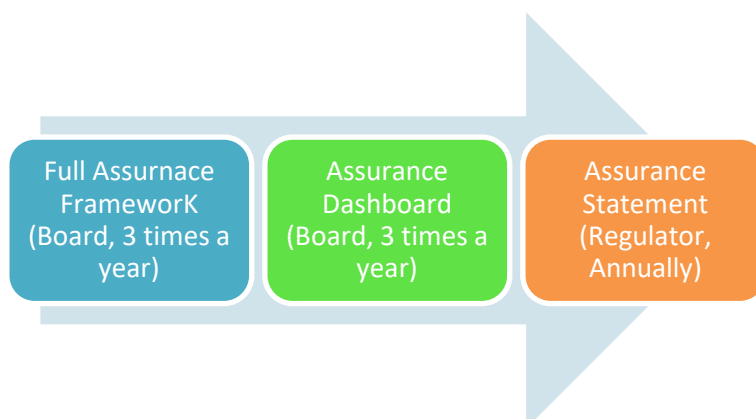 Full Assurnace
FrameworK
(Board, 3 times a
year)
Assurance
Dashboard
(Board, 3 times a
year)
Assurance
Statement
(Regulator,
Annually)